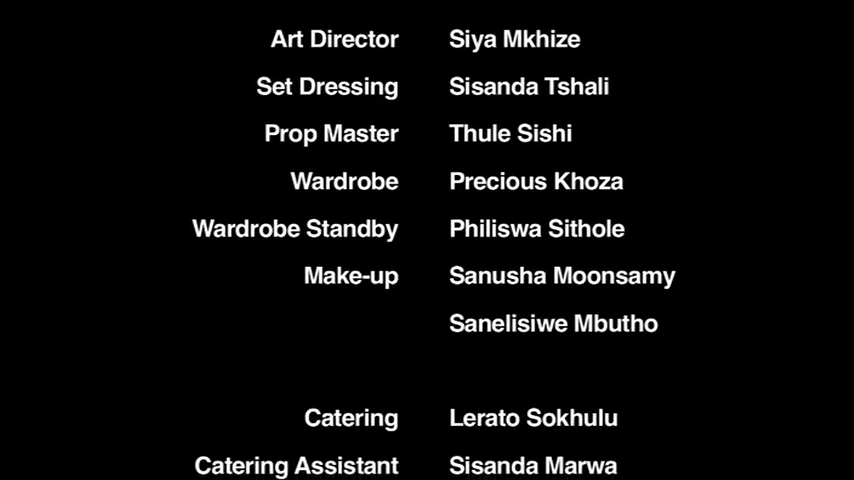 Art Director Siya Mkhize
Set Dressing Sisanda Tshali
Prop Master Thule Sishi
Wardrobe Precious Khoza
Wardrobe Standby Philiswa Sithole
Make-up Sanusha Moonsamy
Sanelisiwe Mbutho
Catering Lerato Sokhulu
Catering Assistant Sisanda Marwa